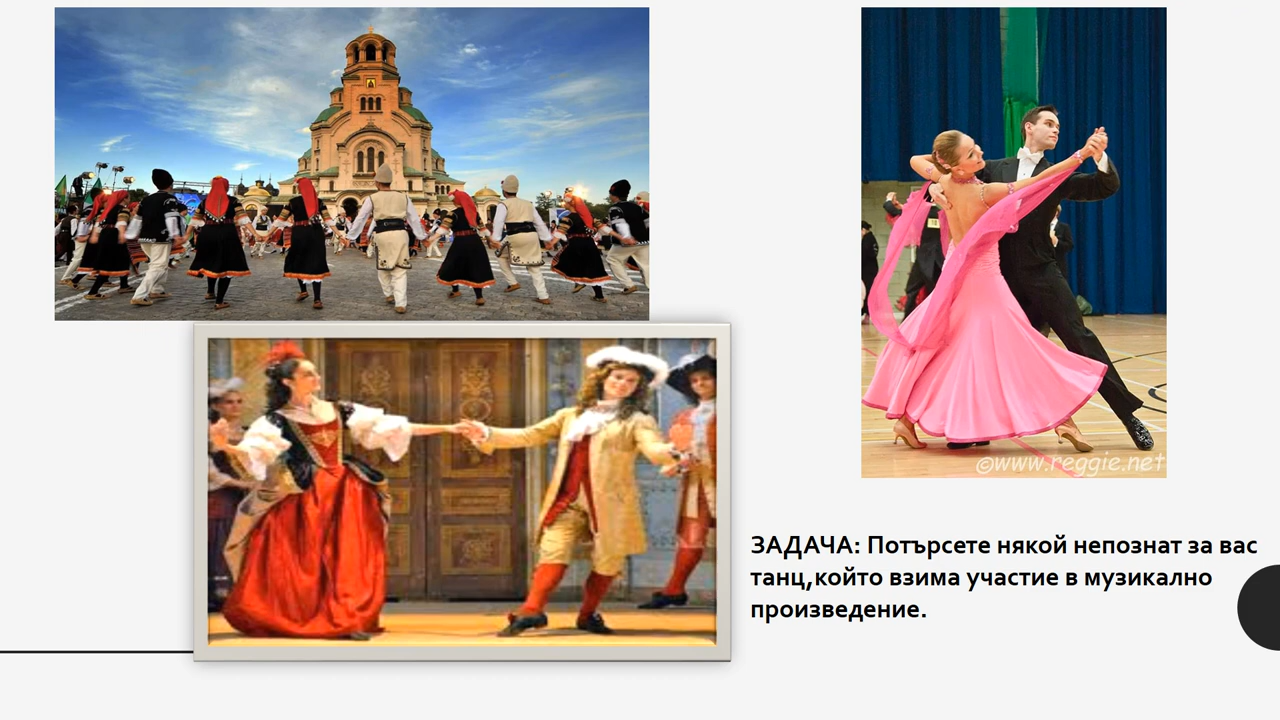 ©www.reggie.net
ЗАДАЧА: Потърсете някой непознат за вас
танц,който взима участие в музикално
произведение.